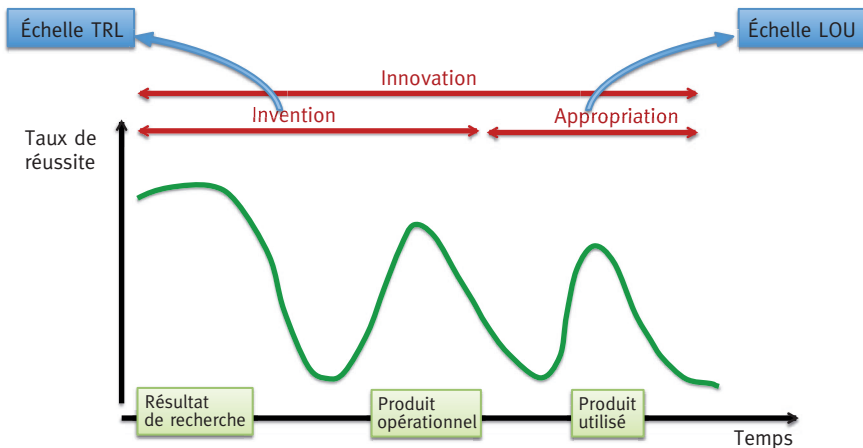 Échelle TRL
Échelle LOU
Innovation
Invention
Appropriation
Taux de
réussite
Résultat
de recherche
Produit
opérationnel
Produit
utilisé
Temps